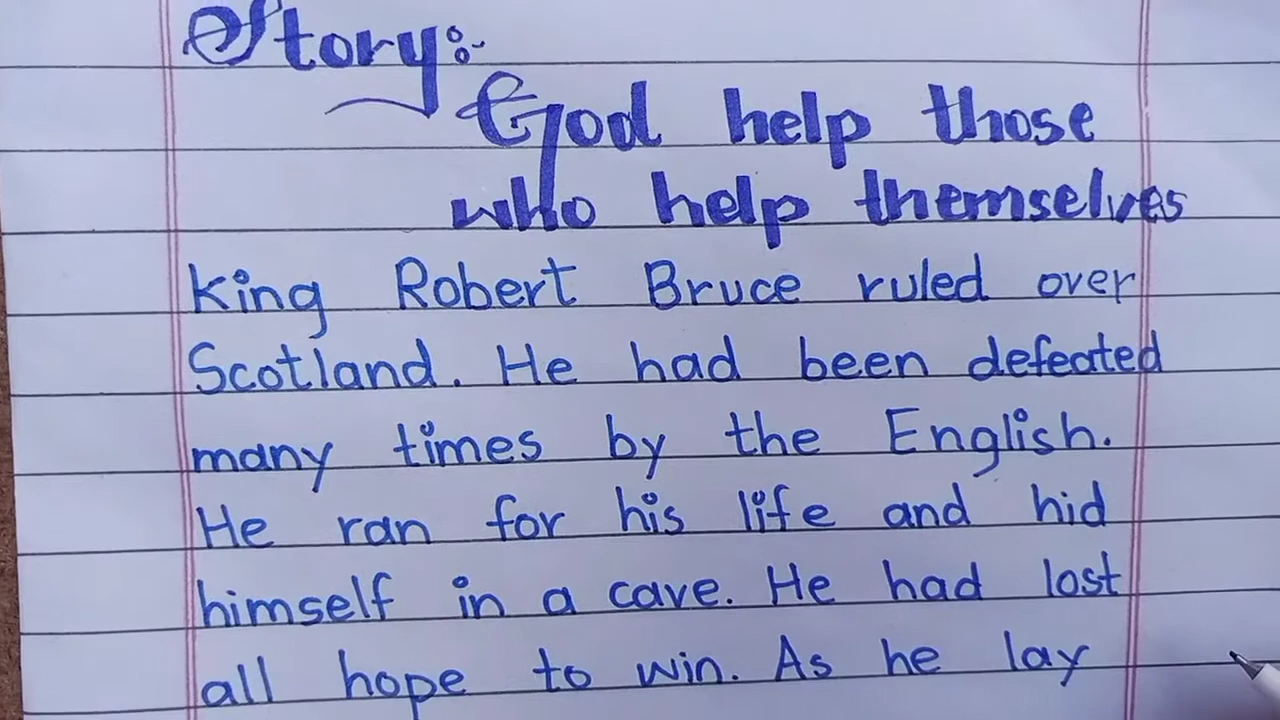 Story:-
God help those
who help themselves
King Robert Bruce ruled over
Scotland. He had been defeated
many times by the English.
He ran for his life and hid
himself in a cave. He had lost
all hope to win. As he lay